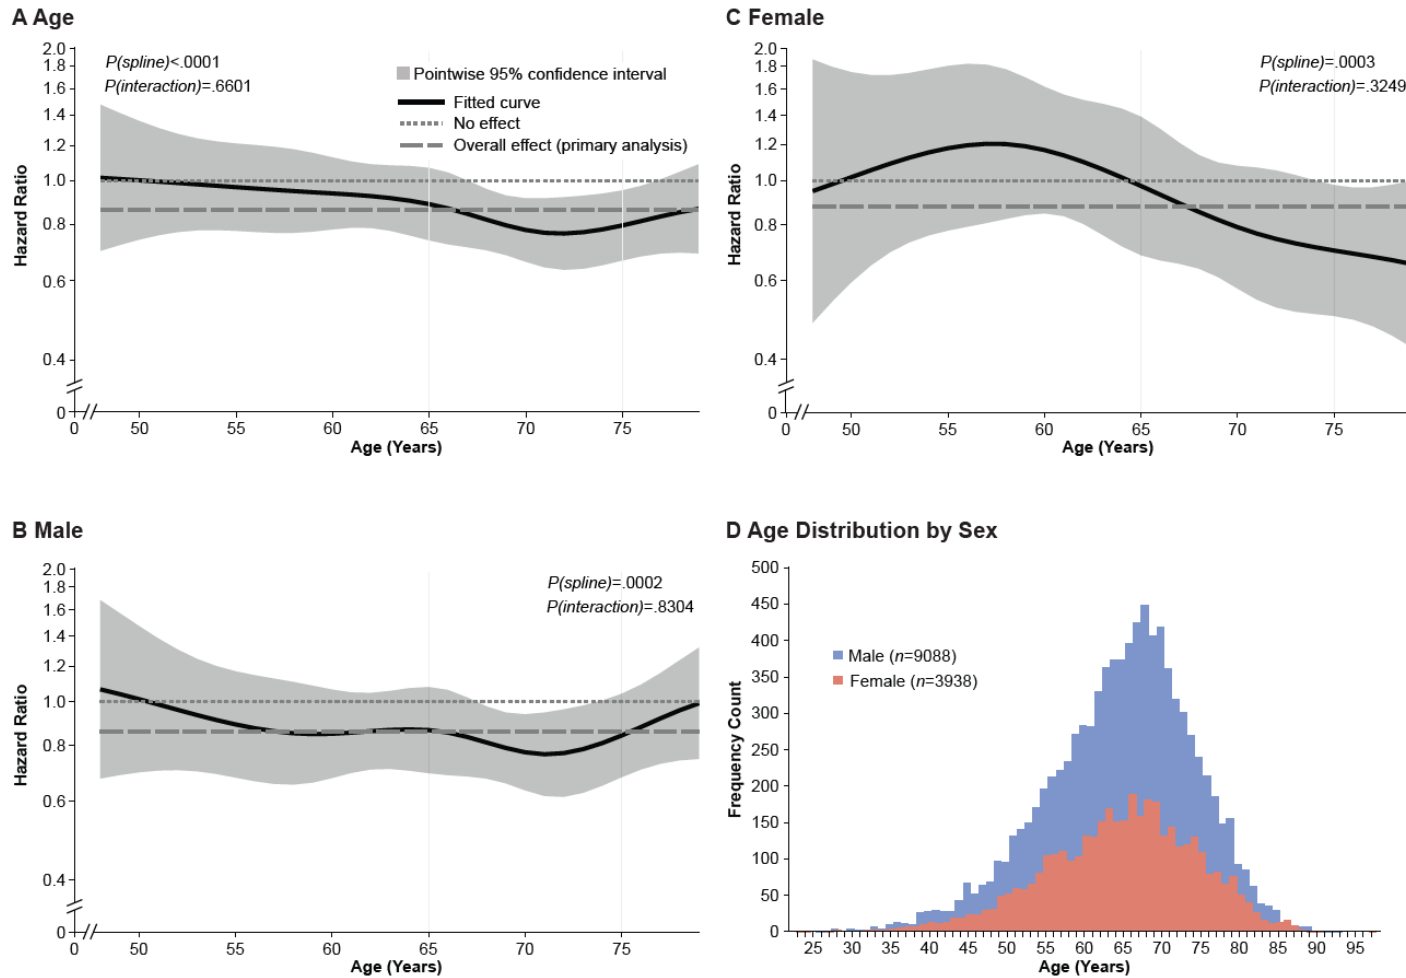 A Age
P(spline)<.0001
P(interaction)=.6601
Pointwise 95% confidence interval
Fitted curve
No effect
Overall effect (primary analysis)
Hazard Ratio
2.0
1.8
1.6
1.4
1.2
1.0
0.8
0.6
0.4
0
0 50 55 60 65 70 75
Age (Years)
C Female
P(spline)=.0003
P(interaction)=.3249
Hazard Ratio
2.0
1.8
1.6
1.4
1.2
1.0
0.8
0.6
0.4
0
0 50 55 60 65 70 75
Age (Years)
B Male
P(spline)=.0002
P(interaction)=.8304
Hazard Ratio
2.0
1.8
1.6
1.4
1.2
1.0
0.8
0.6
0.4
0
0 50 55 60 65 70 75
Age (Years)
D Age Distribution by Sex
Male (n=9088)
Female (n=3938)
Frequency Count
500
450
400
350
300
250
200
150
100
50
0
25 30 35 40 45 50 55 60 65 70 75 80 85 90 95
Age (Years)